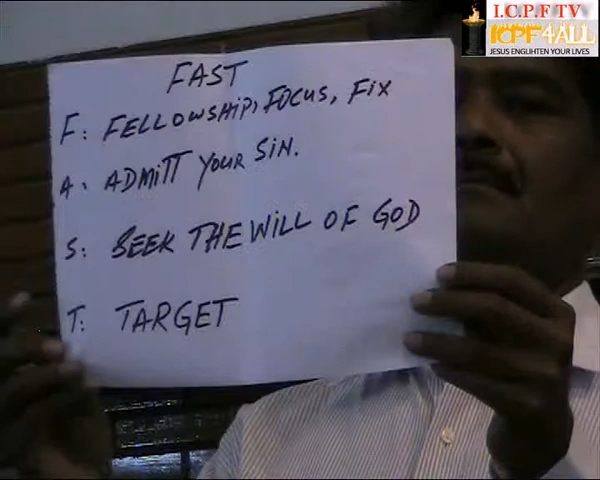 I.C.P.F TV
ICPF4ALL
JESUS ENGLIHTEN YOUR LIVES
FAST
F: FELLOWSHIP, FOCUS, FIX
A: ADMITT YOUR SIN.
S: SEEK THE WILL OF GOD
T: TARGET